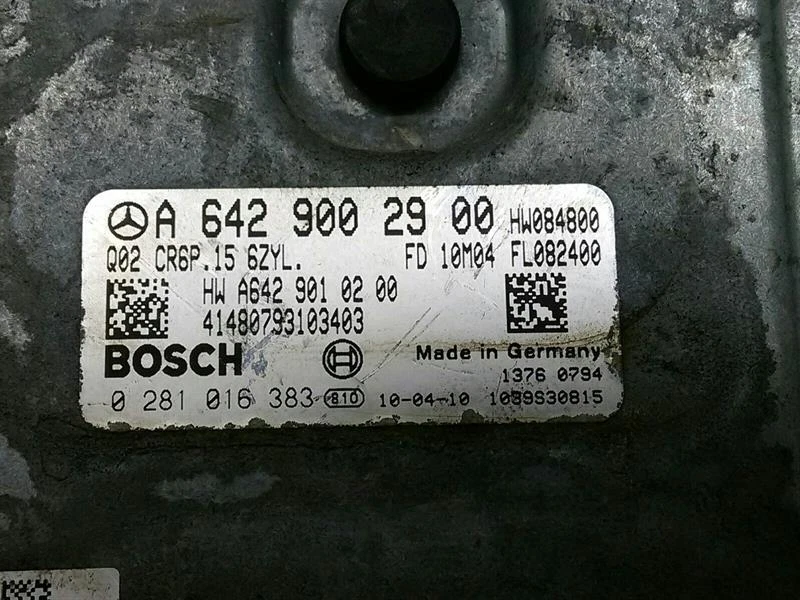 A 642 900 29 00 HW084800
Q02 CR6P.15 6ZYL. FD 10M04 FL082400
HW A642 901 02 00
41480793103403
BOSCH Made in Germany
1376 0794
0 281 016 383 810 10-04-10 1039S30815